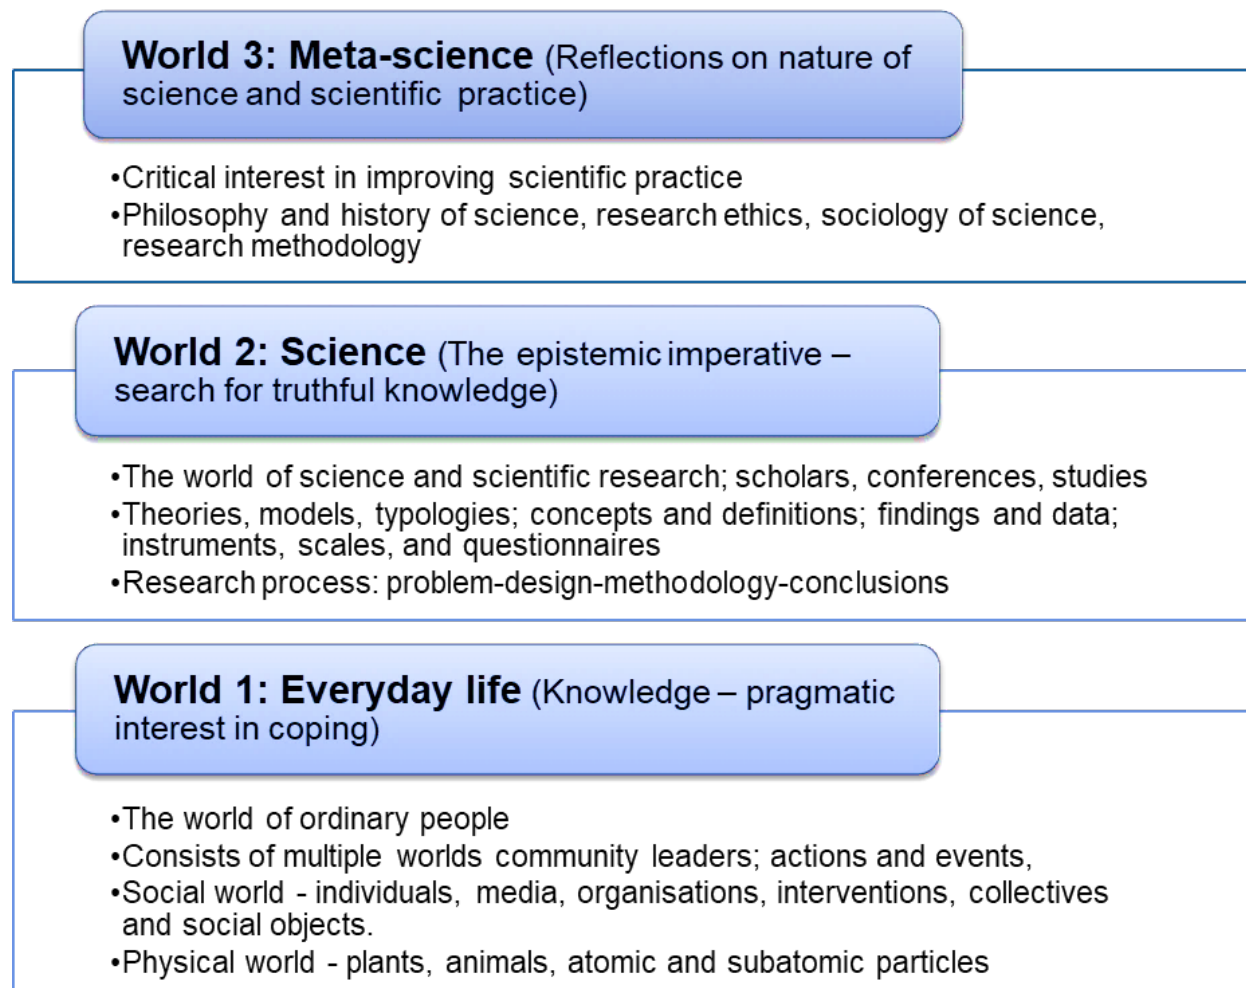 World 3: Meta-science (Reflections on nature of
science and scientific practice)
•Critical interest in improving scientific practice
•Philosophy and history of science, research ethics, sociology of science,
research methodology
World 2: Science (The epistemic imperative –
search for truthful knowledge)
•The world of science and scientific research; scholars, conferences, studies
•Theories, models, typologies; concepts and definitions; findings and data;
instruments, scales, and questionnaires
•Research process: problem-design-methodology-conclusions
World 1: Everyday life (Knowledge – pragmatic
interest in coping)
•The world of ordinary people
•Consists of multiple worlds community leaders; actions and events,
•Social world - individuals, media, organisations, interventions, collectives
and social objects.
•Physical world - plants, animals, atomic and subatomic particles